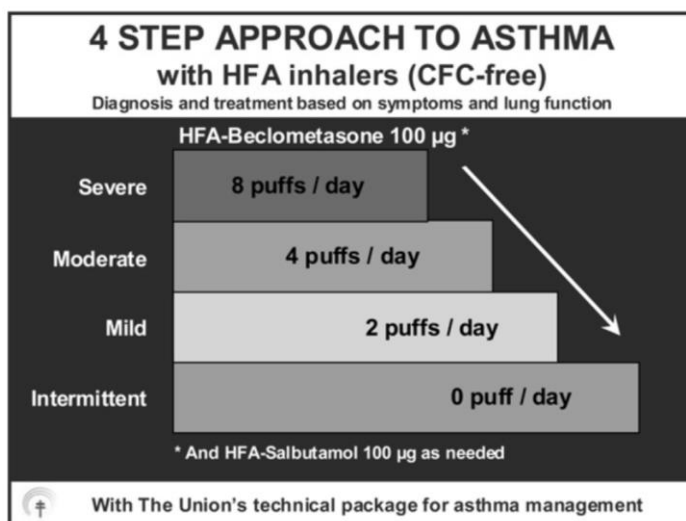 4 STEP APPROACH TO ASTHMA
with HFA inhalers (CFC-free)
Diagnosis and treatment based on symptoms and lung function
HFA-Beclometasone 100 µg *
Severe 8 puffs / day
Moderate 4 puffs / day
Mild 2 puffs / day
Intermittent 0 puff / day
* And HFA-Salbutamol 100 µg as needed
With The Union's technical package for asthma management